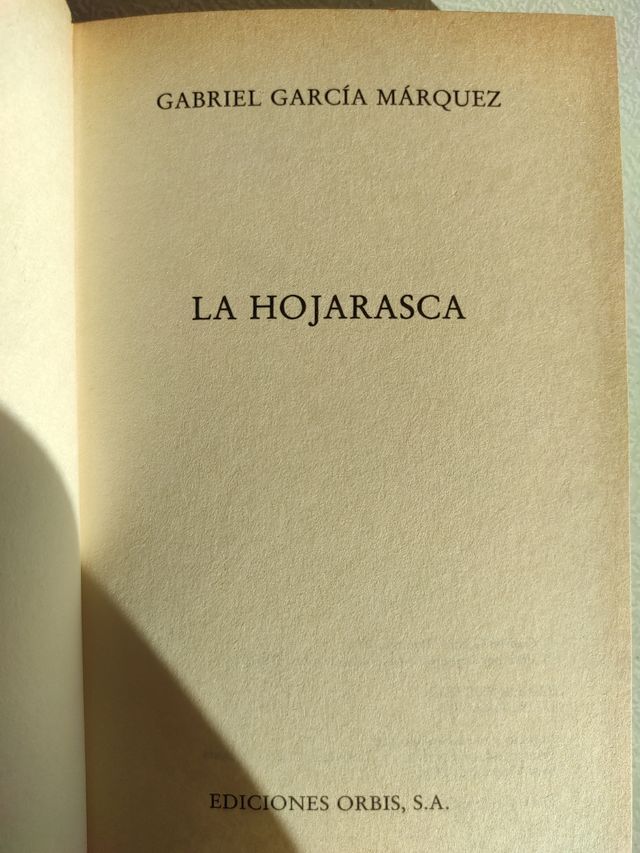 GABRIEL GARCÍA MÁRQUEZ
LA HOJARASCA
EDICIONES ORBIS, S.A.